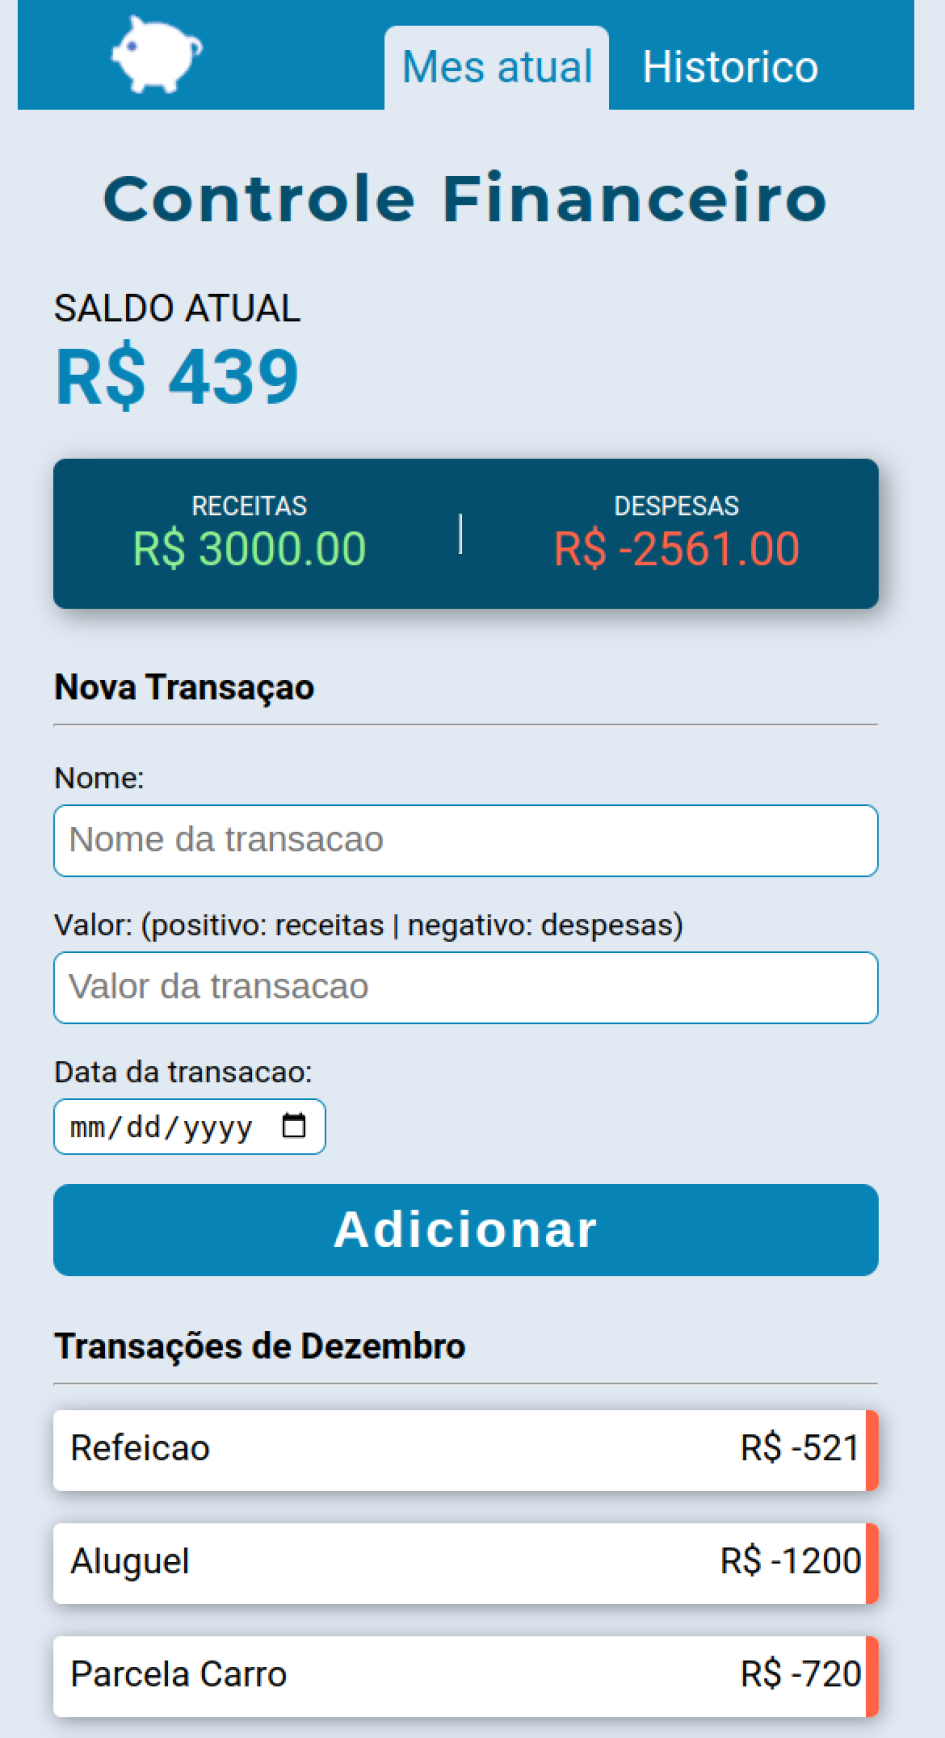 Mes atual Historico
Controle Financeiro
SALDO ATUAL
R$ 439
RECEITAS | DESPESAS
R$ 3000.00 R$ -2561.00
Nova Transaçao
Nome:
Nome da transacao
Valor: (positivo: receitas | negativo: despesas)
Valor da transacao
Data da transacao:
mm/dd/yyyy
Adicionar
Transações de Dezembro
Refeicao R$ -521
Aluguel R$ -1200
Parcela Carro R$ -720